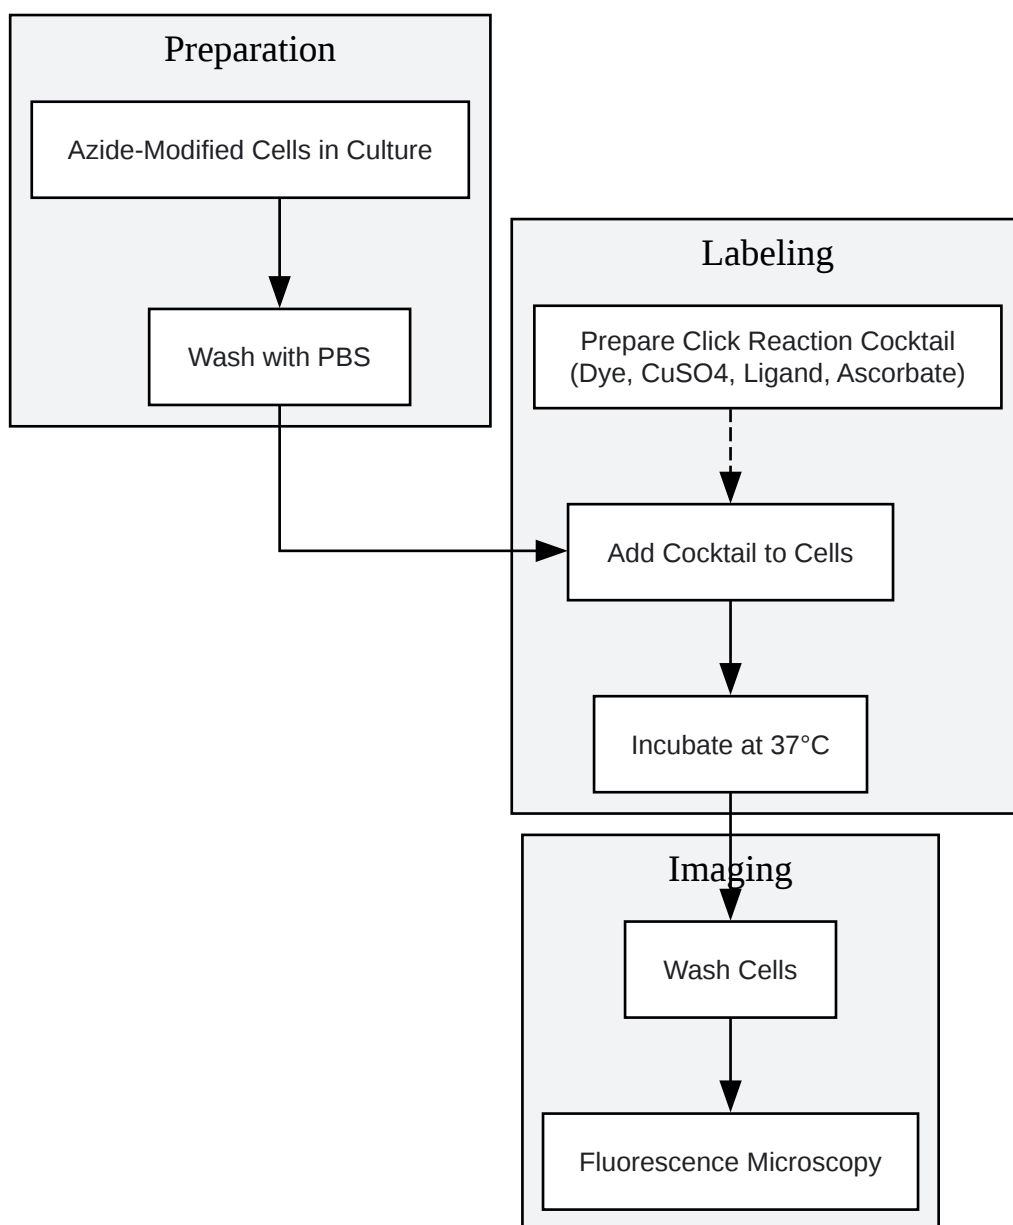 Preparation
Azide-Modified Cells in Culture
Wash with PBS
Labeling
Prepare Click Reaction Cocktail
(Dye, CuSO4, Ligand, Ascorbate)
Add Cocktail to Cells
Incubate at 37°C
Imaging
Wash Cells
Fluorescence Microscopy